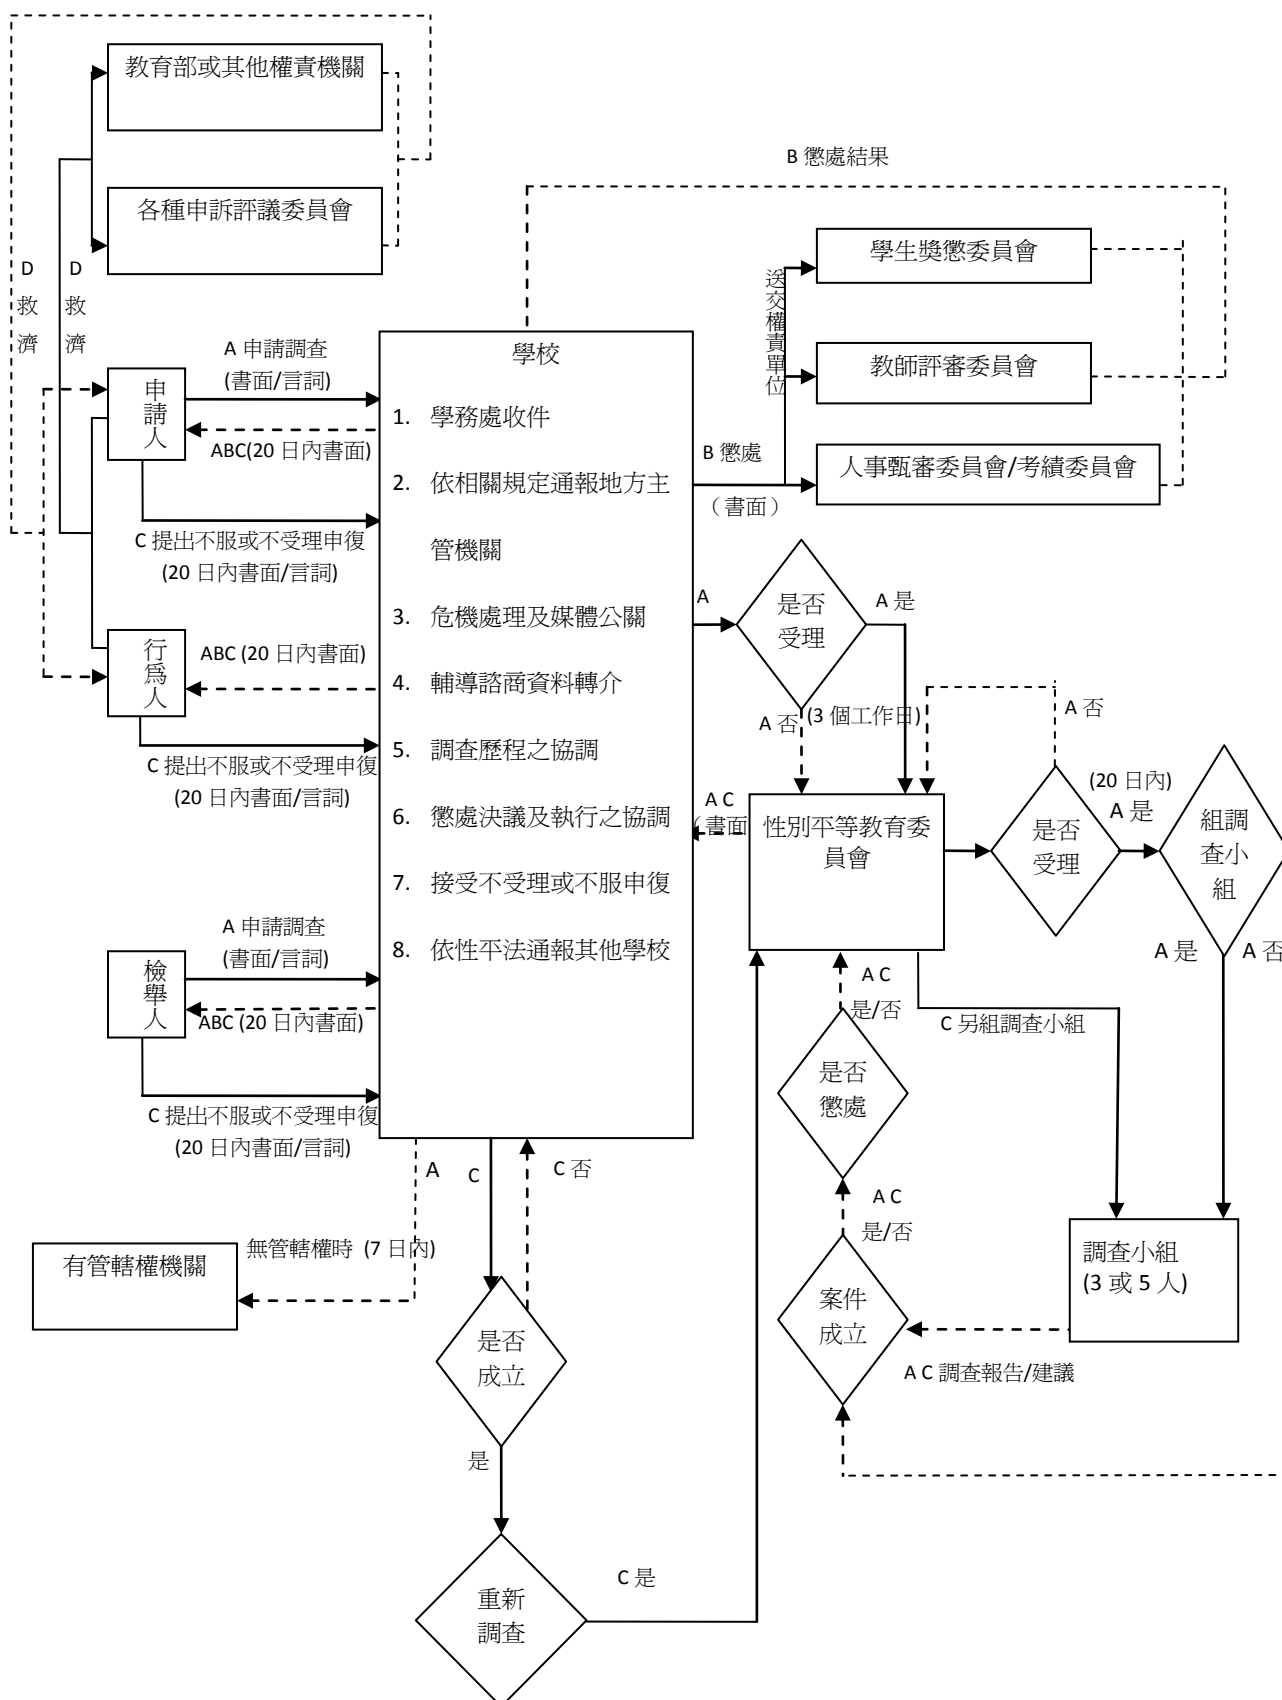 教育部或其他權責機關
各種申訴評議委員會
D
救
濟
D
救
濟
B 懲處結果
學生獎懲委員會
教師評審委員會
人事甄審委員會/考績委員會
送交權責單位
B 懲處
（書面）
申請人
A 申請調查
(書面/言詞)
ABC(20 日內書面)
C 提出不服或不受理申復
(20 日內書面/言詞)
行為人
ABC (20 日內書面)
C 提出不服或不受理申復
(20 日內書面/言詞)
檢舉人
A 申請調查
(書面/言詞)
ABC (20 日內書面)
C 提出不服或不受理申復
(20 日內書面/言詞)
學校
1. 學務處收件
2. 依相關規定通報地方主
管機關
3. 危機處理及媒體公關
4. 輔導諮商資料轉介
5. 調查歷程之協調
6. 懲處決議及執行之協調
7. 接受不受理或不服申復
8. 依性平法通報其他學校
A
是否
受理
A 是
A 否
(3 個工作日)
A 否
A C
（書面
性別平等教育委
員會
是否
受理
(20 日內)
A 是
組調
查小
組
A 是
A 否
A C
是/否
C 另組調查小組
是否
懲處
A C
是/否
案件
成立
調查小組
(3 或 5 人)
A C 調查報告/建議
A
C
C 否
無管轄權時 (7 日內)
有管轄權機關
是否
成立
是
重新
調查
C 是